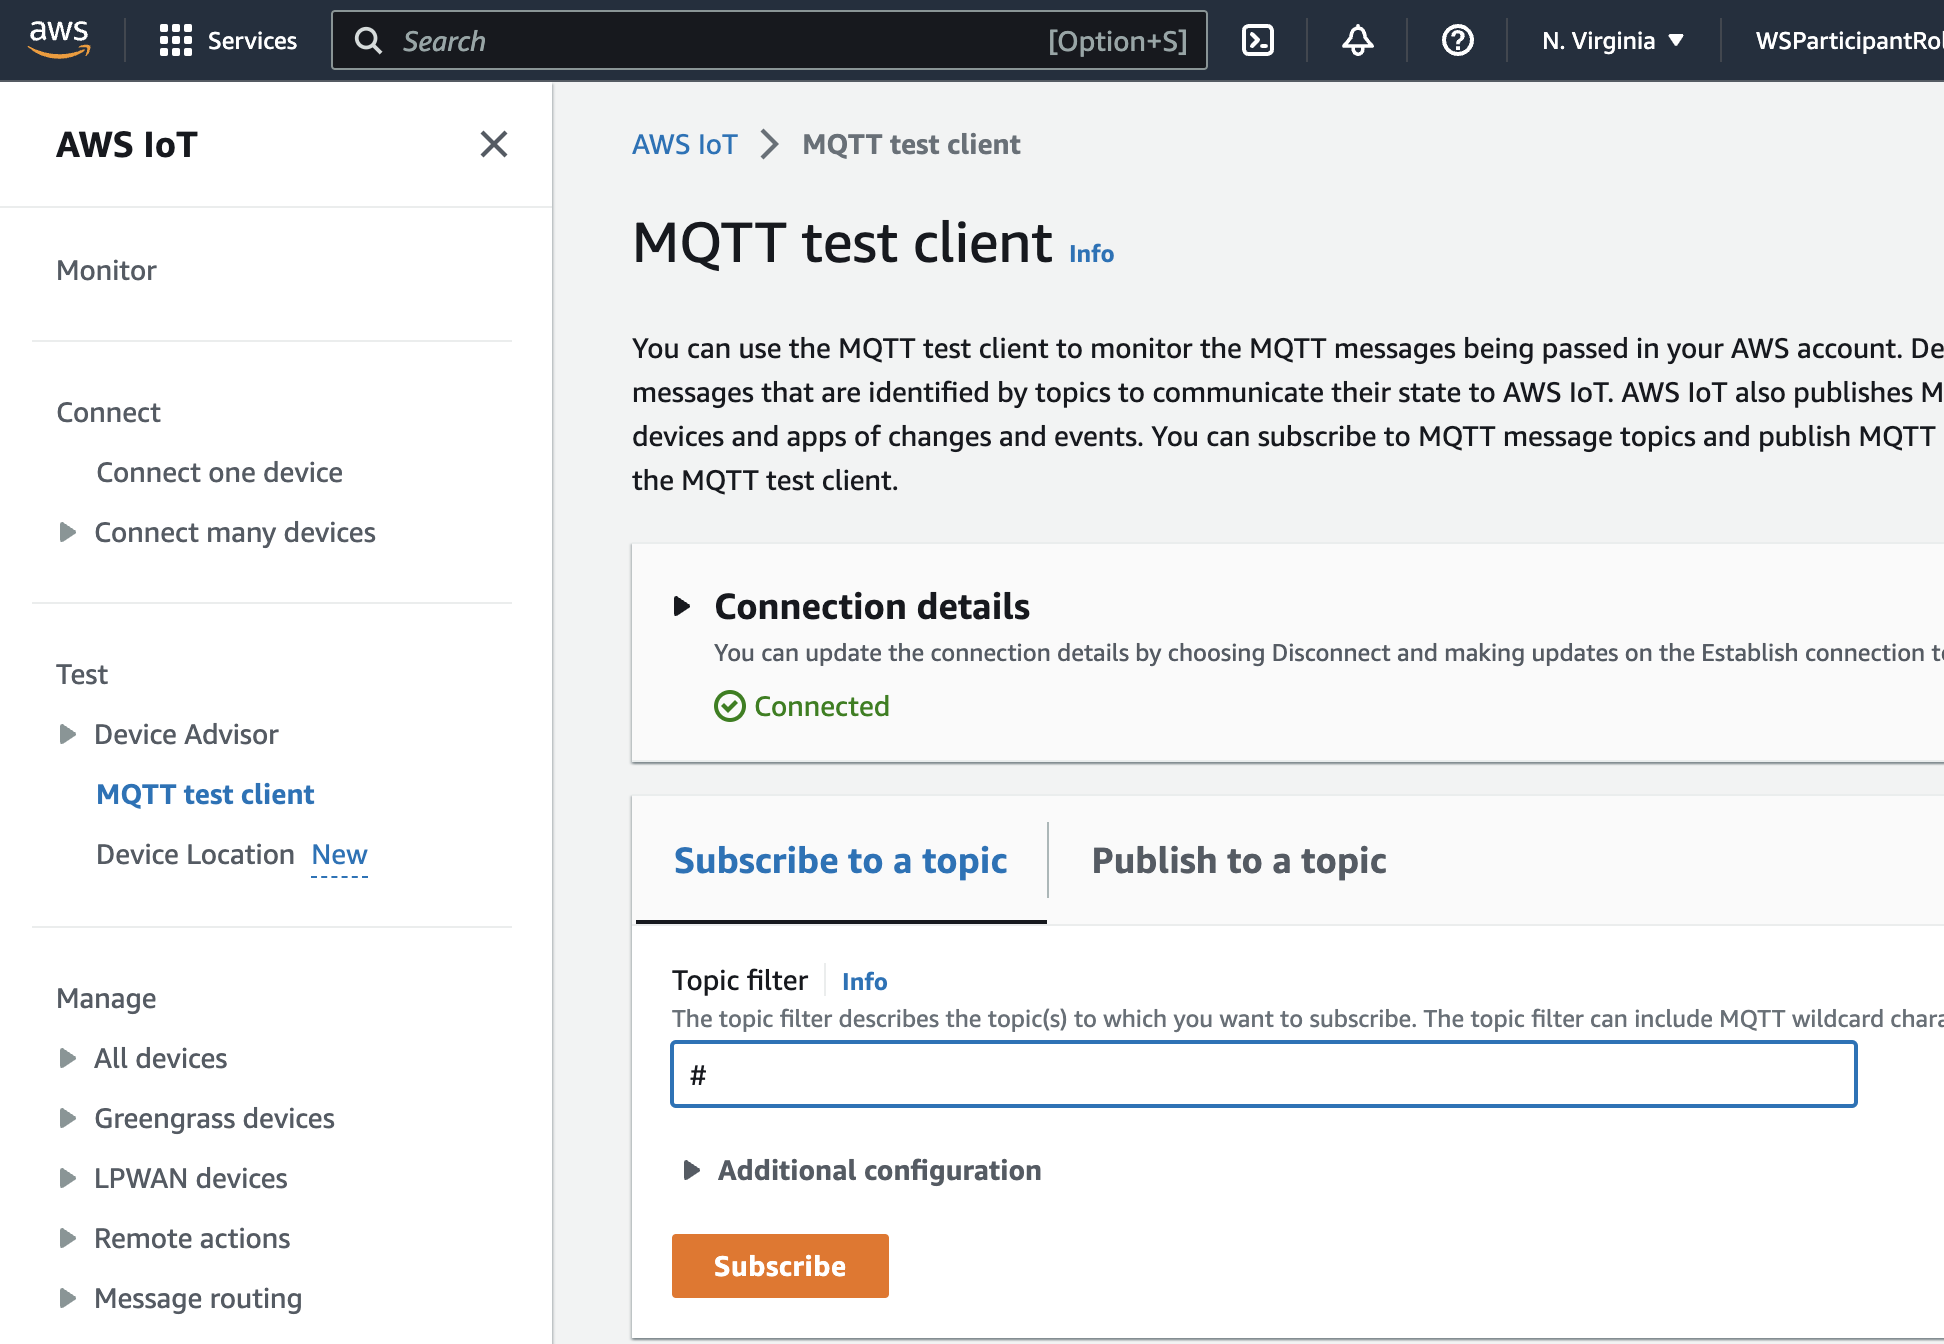 aws
Services
Search
[Option+S]
N. Virginia
WSParticipantRol
AWS IoT
Monitor
Connect
Connect one device
Connect many devices
Test
Device Advisor
MQTT test client
Device Location New
Manage
All devices
Greengrass devices
LPWAN devices
Remote actions
Message routing
AWS IoT > MQTT test client
MQTT test client Info
You can use the MQTT test client to monitor the MQTT messages being passed in your AWS account. De
messages that are identified by topics to communicate their state to AWS IoT. AWS IoT also publishes M
devices and apps of changes and events. You can subscribe to MQTT message topics and publish MQTT
the MQTT test client.
Connection details
You can update the connection details by choosing Disconnect and making updates on the Establish connection t
Connected
Subscribe to a topic
Publish to a topic
Topic filter Info
The topic filter describes the topic(s) to which you want to subscribe. The topic filter can include MQTT wildcard chara
#
Additional configuration
Subscribe